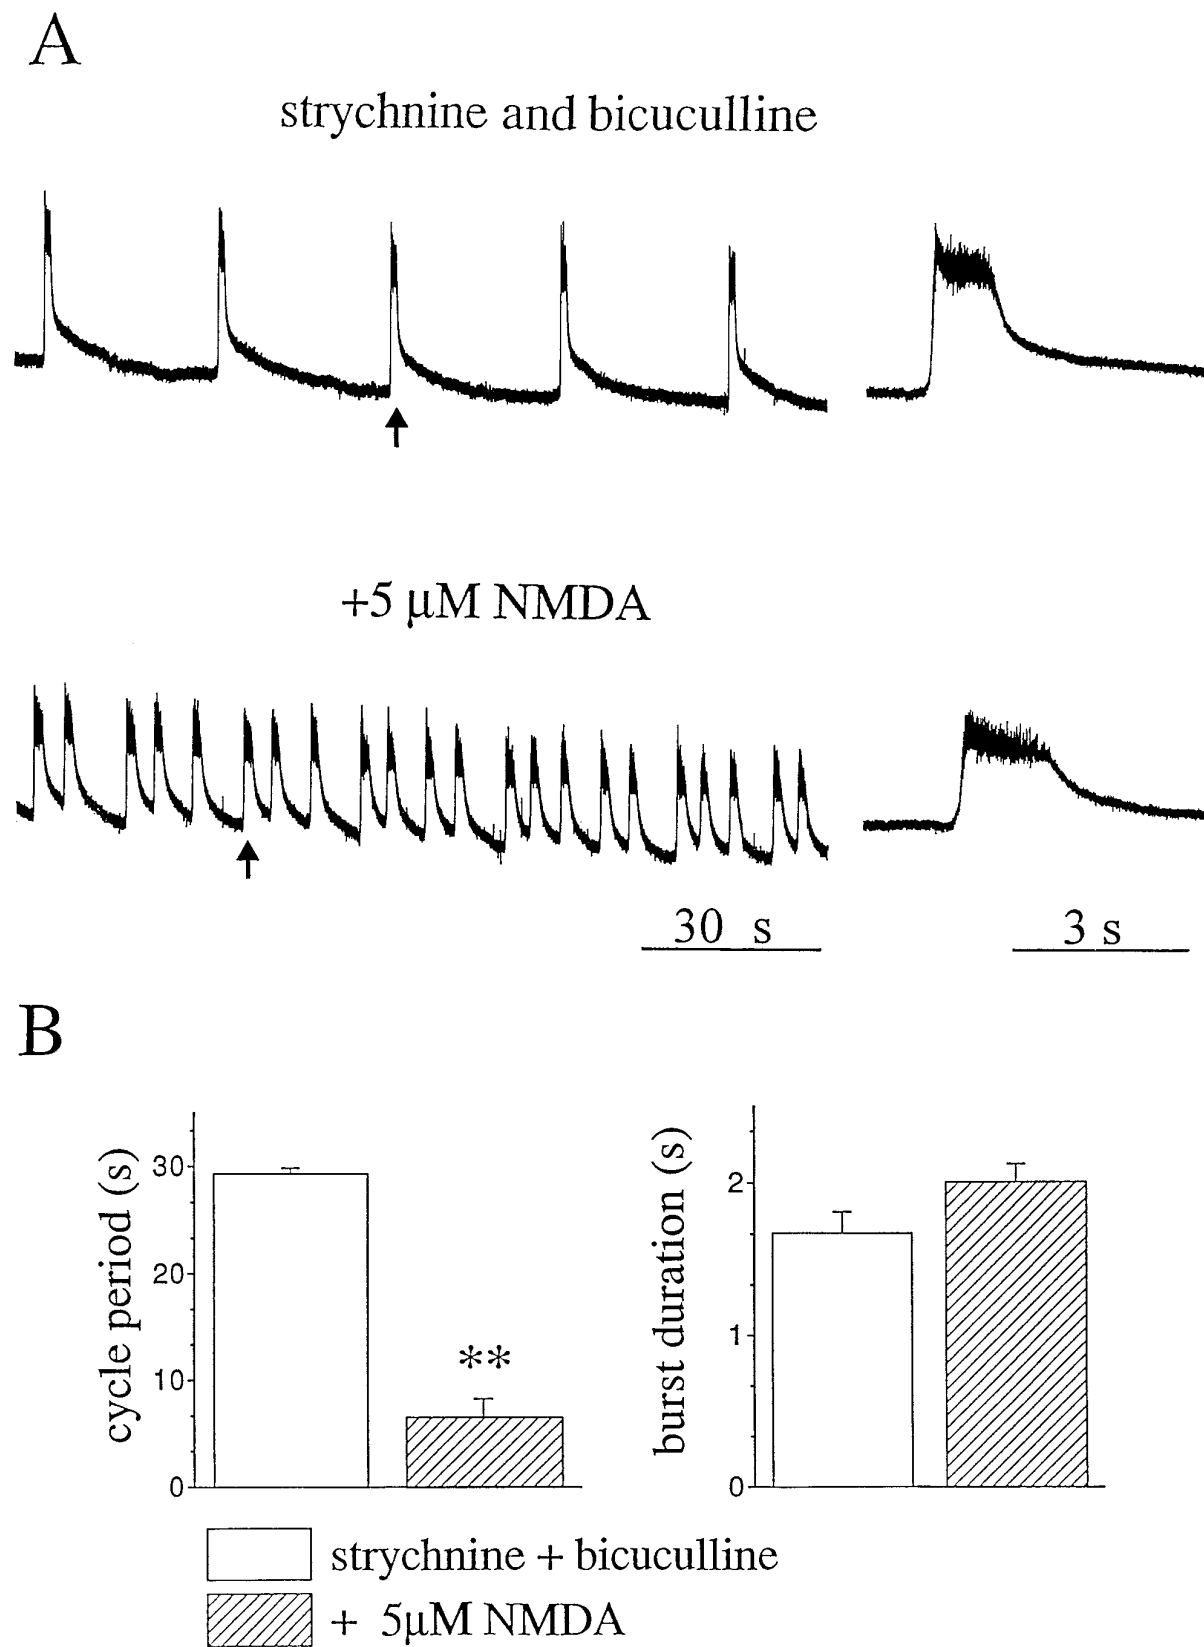 A
strychnine and bicuculline
+5 µM NMDA
30 s
3 s
B
cycle period (s)
30
20
10
0
**
burst duration (s)
2
1
0
strychnine + bicuculline
+ 5µM NMDA